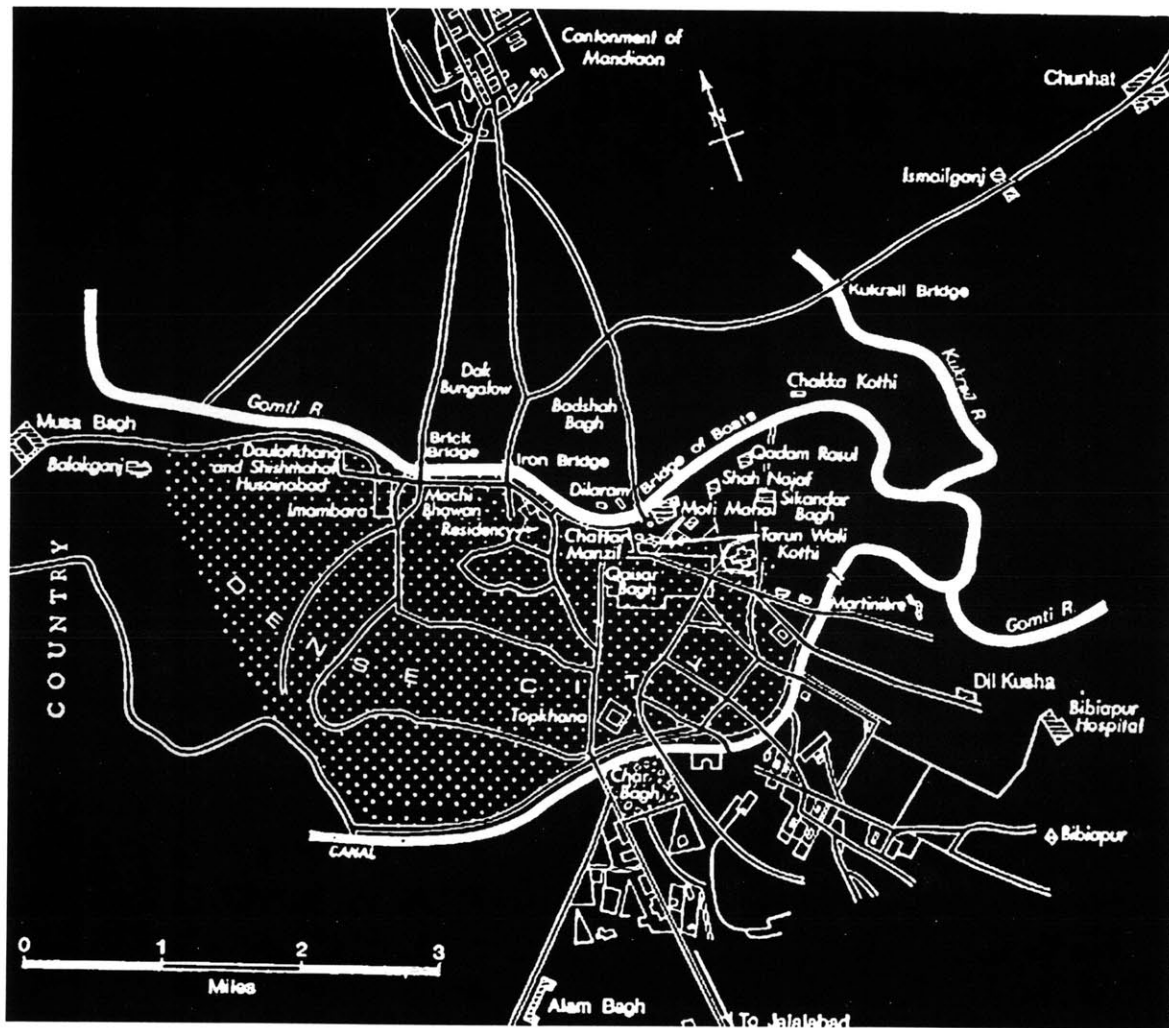 Cantonment of
Mandiaon
N
Chunhat
Ismailganj
Kukrail Bridge
Kukrail R.
Dak
Bungalow
Chakka Kothi
Gomti R.
Badshah
Bagh
Musa Bagh
Balakganj
Brick
Bridge
Iron Bridge
Bridge of Boats
Qadam Rasul
Daulatkhana
and Shishmahal
Husainabad
Dilaram
Shah Najaf
Imambara
Machi
Bhawan
Moti Mahal
Sikandar
Bagh
Residency
Chattar
Manzil
Tarun Wali
Kothi
Qaisar
Bagh
Martinière
Gomti R.
COUNTRY
DENSE CITY
Dil Kusha
Bibiapur
Hospital
Topkhana
Char
Bagh
CANAL
Bibiapur
0 1 2 3
Miles
Alam Bagh
To Jalalabad